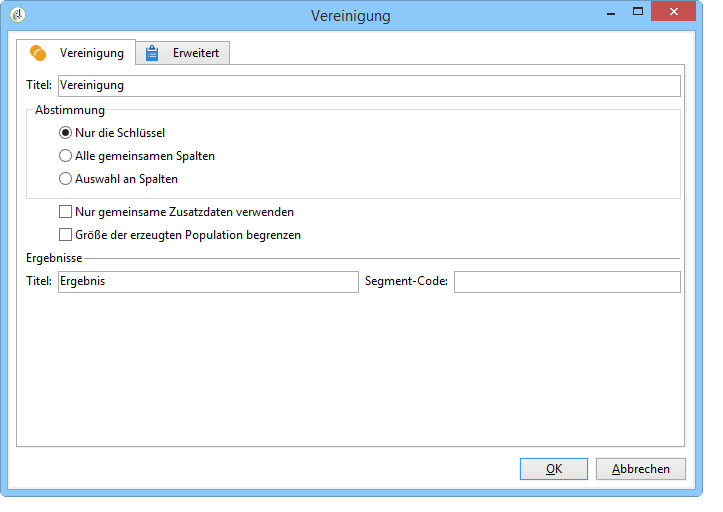 Vereinigung
Vereinigung Erweitert
Titel: Vereinigung
Abstimmung
Nur die Schlüssel
Alle gemeinsamen Spalten
Auswahl an Spalten
Nur gemeinsame Zusatzdaten verwenden
Größe der erzeugten Population begrenzen
Ergebnisse
Titel: Ergebnis Segment-Code:
OK Abbrechen